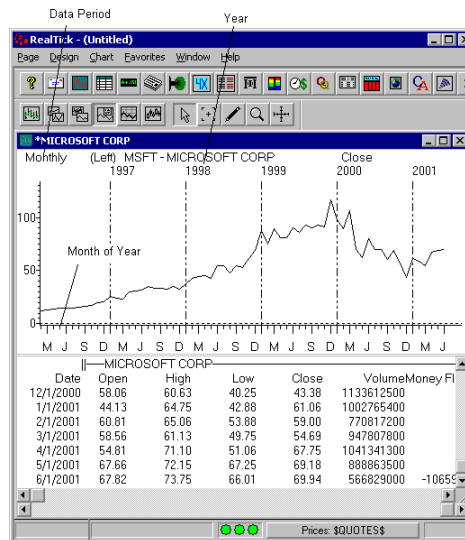 Data Period
Year
RealTick - (Untitled)
Page Design Chart Favorites Window Help
*MICROSOFT CORP
Monthly (Left) MSFT - MICROSOFT CORP Close
1997 1998 1999 2000 2001
100
50
0
Month of Year
M J S D M J S D M J S D M J S D M J S D M J
MICROSOFT CORP
Date Open High Low Close Volume Money Fl
12/1/2000 58.06 60.63 40.25 43.38 1133612500
1/1/2001 44.13 64.75 42.88 61.06 1002765400
2/1/2001 60.81 65.06 53.88 59.00 770817200
3/1/2001 58.56 61.13 49.75 54.69 947807800
4/1/2001 54.81 71.10 51.06 67.75 1041341300
5/1/2001 67.66 72.15 67.25 69.18 888863500
6/1/2001 67.82 73.75 66.01 69.94 566829000 -10659
Prices: $QUOTES$